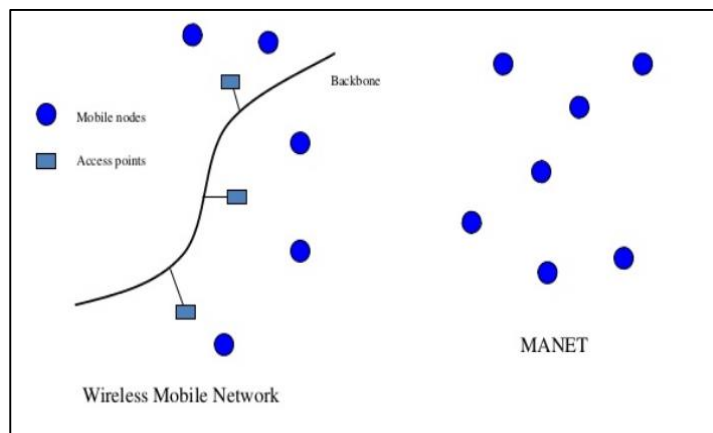 Backbone
Mobile nodes
Access points
MANET
Wireless Mobile Network